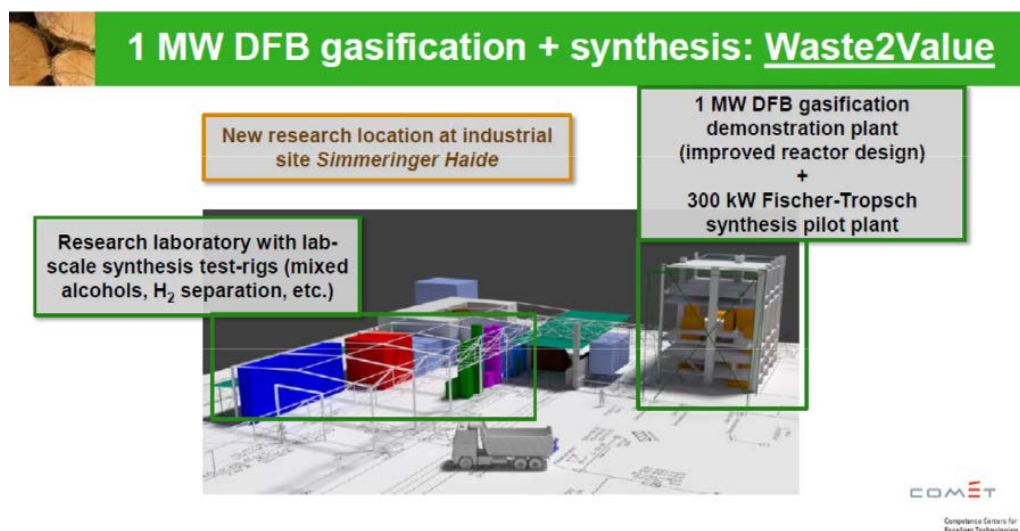 1 MW DFB gasification + synthesis: Waste2Value
New research location at industrial
site Simmeringer Haide
1 MW DFB gasification
demonstration plant
(improved reactor design)
+
300 kW Fischer-Tropsch
synthesis pilot plant
Research laboratory with lab-
scale synthesis test-rigs (mixed
alcohols, H₂ separation, etc.)
COMET
Competence Centers for
Excellent Technologies